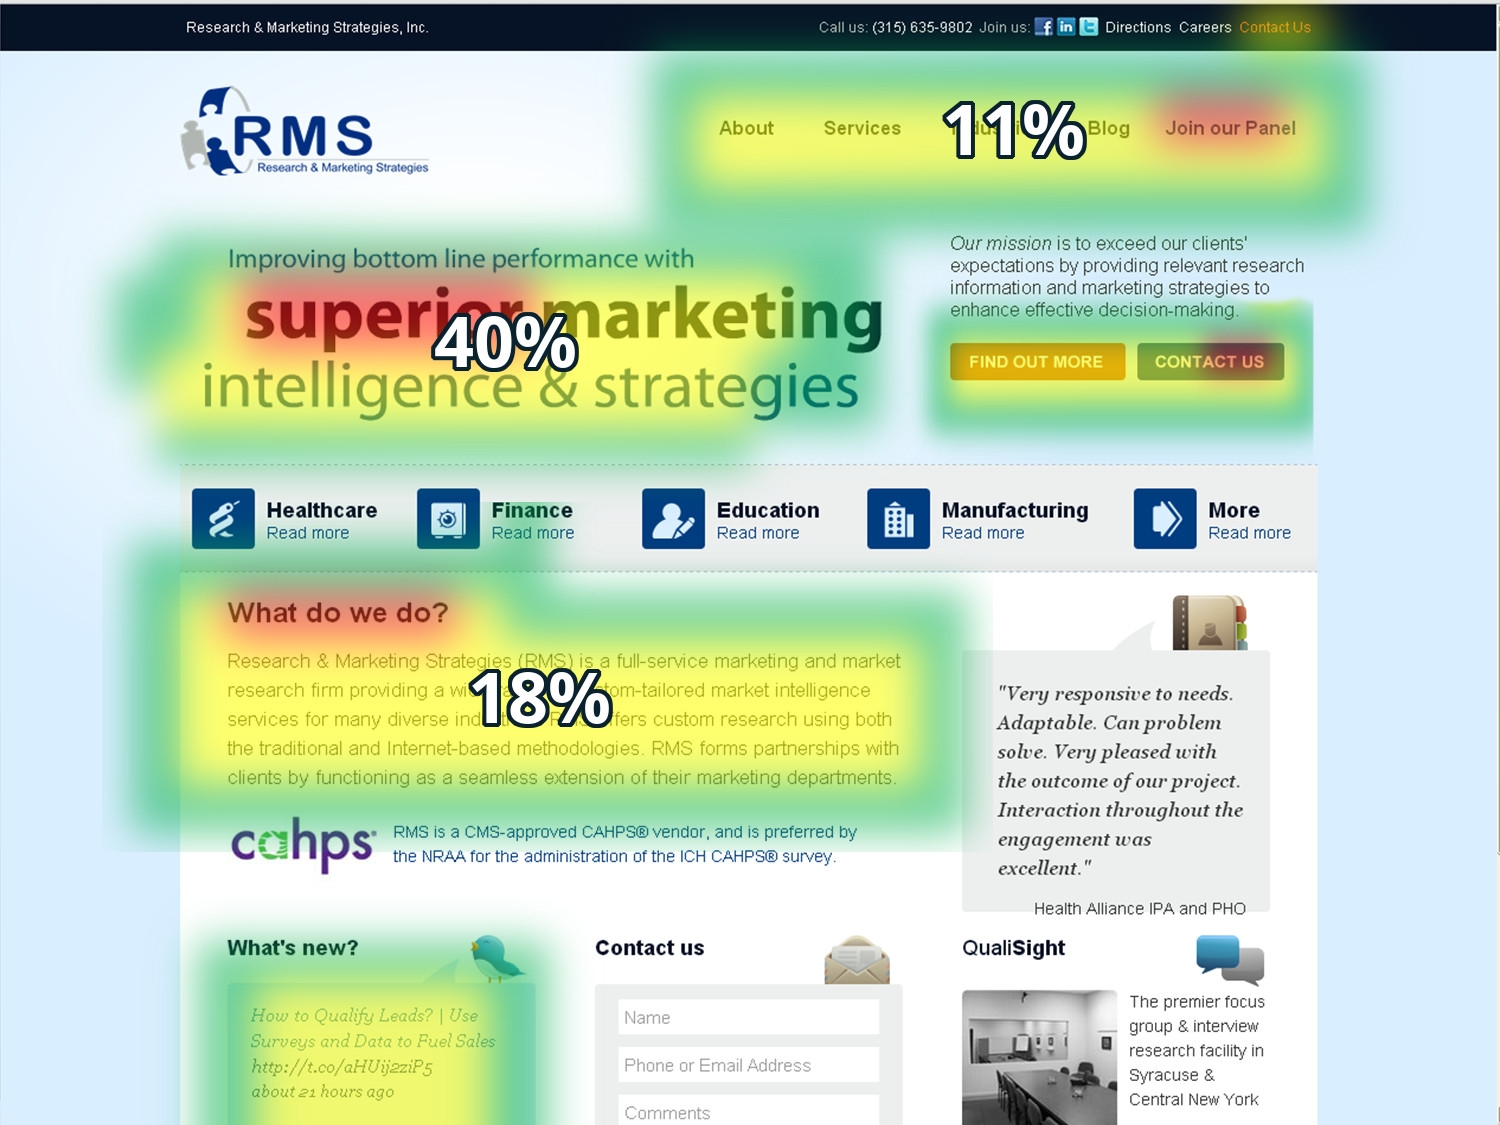 Research & Marketing Strategies, Inc.
Call us: (315) 635-9802 Join us: Directions Careers Contact Us
RMS
Research & Marketing Strategies
About Services Blog Join our Panel
11%
Improving bottom line performance with
superior marketing
intelligence & strategies
40%
Our mission is to exceed our clients'
expectations by providing relevant research
information and marketing strategies to
enhance effective decision-making.
FIND OUT MORE CONTACT US
Healthcare
Read more
Finance
Read more
Education
Read more
Manufacturing
Read more
More
Read more
What do we do?
Research & Marketing Strategies (RMS) is a full-service marketing and market
research firm providing a market intelligence
services for many diverse custom research using both
the traditional and Internet-based methodologies. RMS forms partnerships with
clients by functioning as a seamless extension of their marketing departments.
18%
cahps
RMS is a CMS-approved CAHPS® vendor, and is preferred by
the NRAA for the administration of the ICH CAHPS® survey.
"Very responsive to needs.
Adaptable. Can problem
solve. Very pleased with
the outcome of our project.
Interaction throughout the
engagement was
excellent."
Health Alliance IPA and PHO
What's new?
How to Qualify Leads? | Use
Surveys and Data to Fuel Sales
http://t.co/aHUij2ziP5
about 21 hours ago
Contact us
Name
Phone or Email Address
Comments
QualiSight
The premier focus
group & interview
research facility in
Syracuse &
Central New York